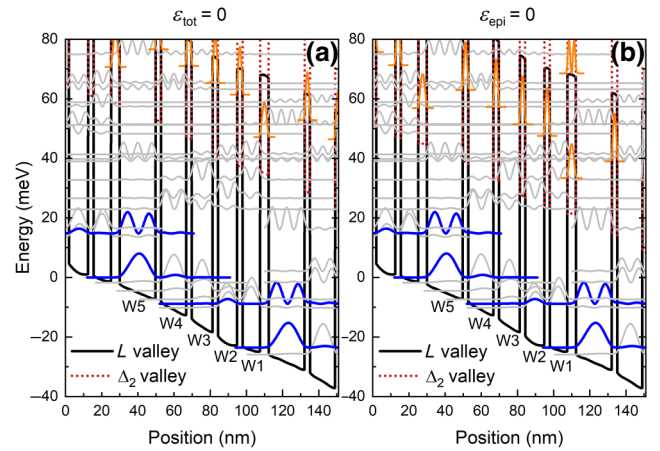 ε_tot = 0
ε_epi = 0
(a)
(b)
Energy (meV)
80
60
40
20
0
−20
−40
W5
W4
W3
W2
W1
L valley
Δ₂ valley
0 20 40 60 80 100 120 140
Position (nm)
W5
W4
W3
W2
W1
L valley
Δ₂ valley
0 20 40 60 80 100 120 140
Position (nm)